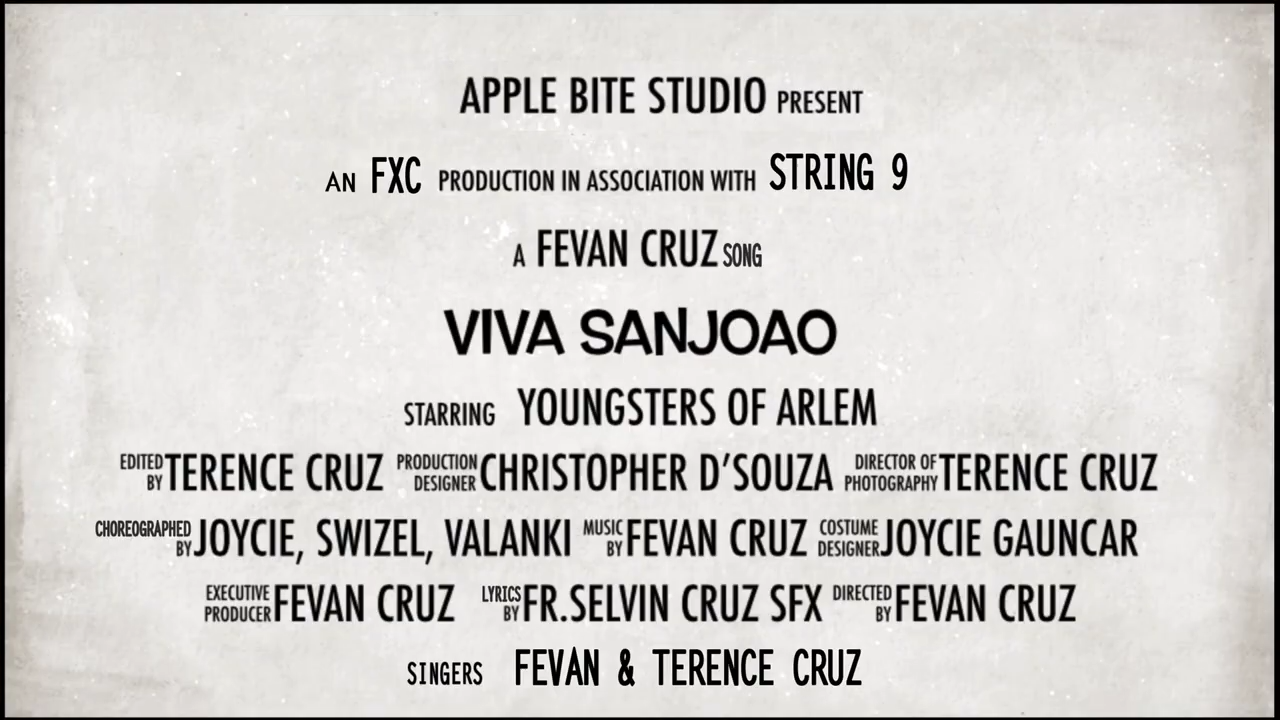 APPLE BITE STUDIO PRESENT
AN FXC PRODUCTION IN ASSOCIATION WITH STRING 9
A FEVAN CRUZ SONG
VIVA SANJOAO
STARRING YOUNGSTERS OF ARLEM
EDITED BY TERENCE CRUZ PRODUCTION DESIGNER CHRISTOPHER D'SOUZA DIRECTOR OF PHOTOGRAPHY TERENCE CRUZ
CHOREOGRAPHED BY JOYCIE, SWIZEL, VALANKI MUSIC BY FEVAN CRUZ COSTUME DESIGNER JOYCIE GAUNCAR
EXECUTIVE PRODUCER FEVAN CRUZ LYRICS BY FR.SELVIN CRUZ SFX DIRECTED BY FEVAN CRUZ
SINGERS FEVAN & TERENCE CRUZ